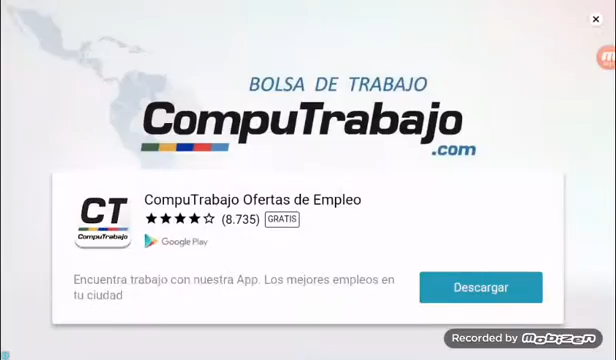 BOLSA DE TRABAJO
CompuTrabajo
.com
CT
CompuTrabajo
CompuTrabajo Ofertas de Empleo
(8.735) GRATIS
Google Play
Encuentra trabajo con nuestra App. Los mejores empleos en
tu ciudad
Descargar
Recorded by mobizen